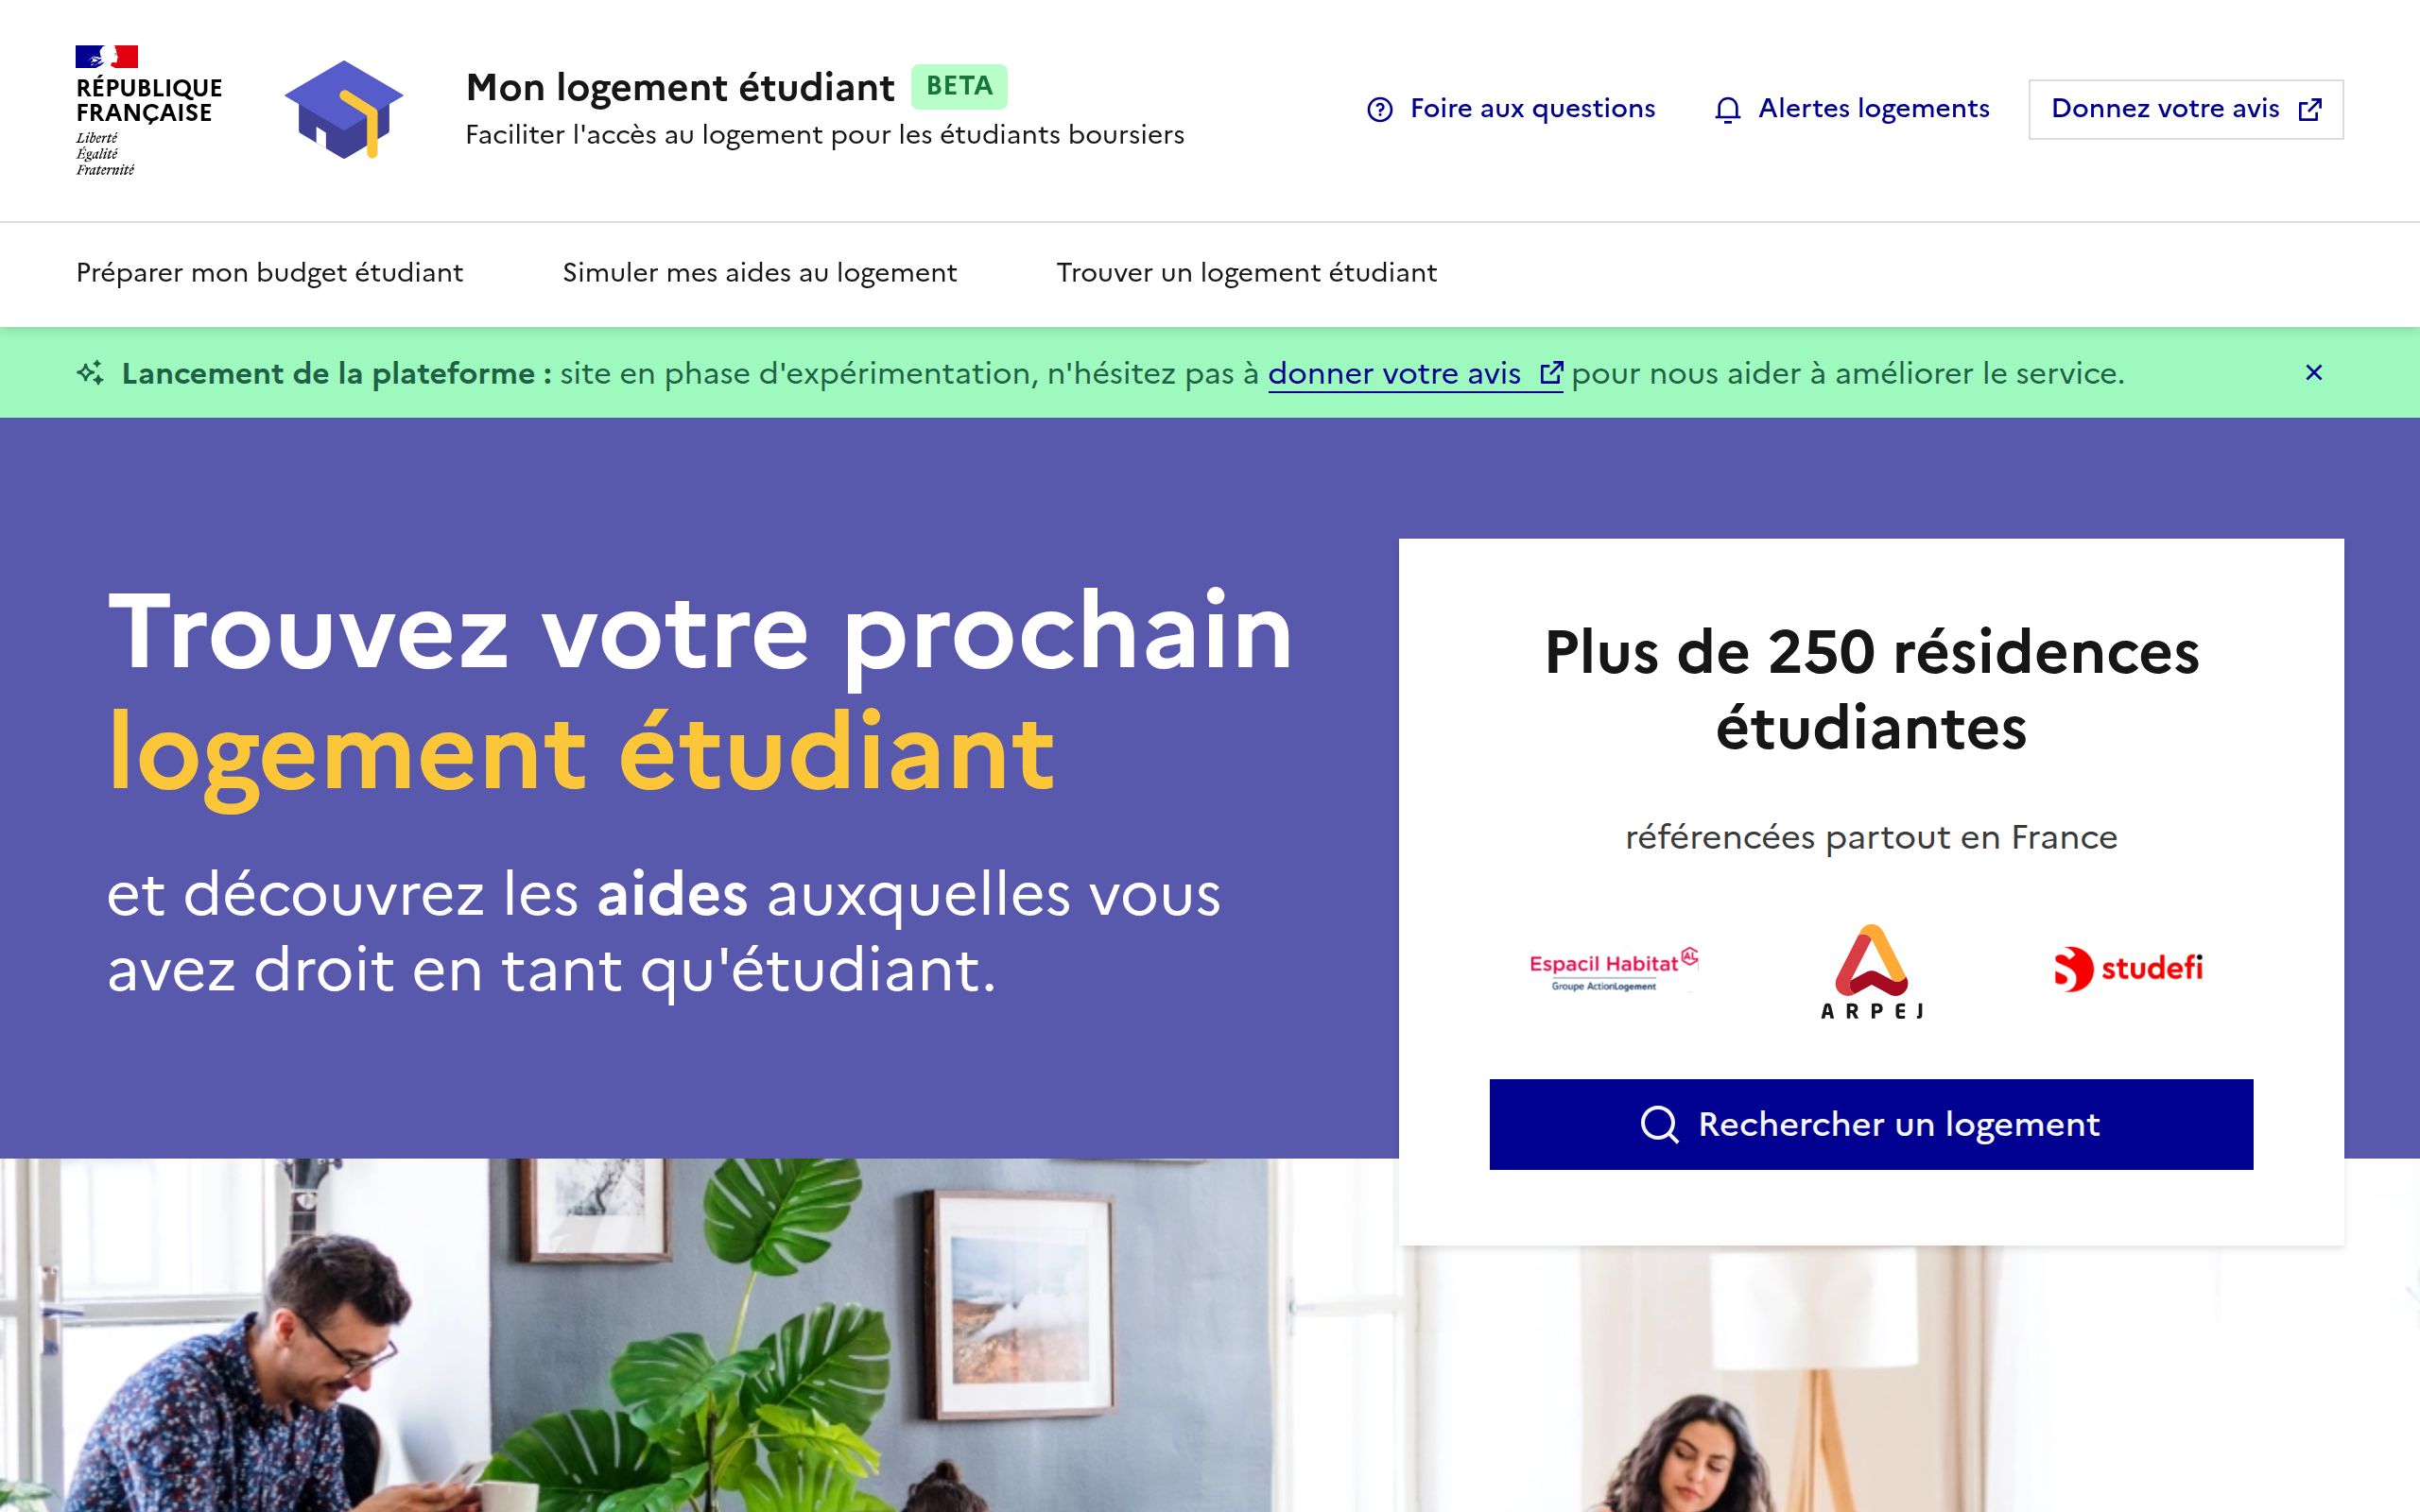 RÉPUBLIQUE
FRANÇAISE
Liberté
Égalité
Fraternité
Mon logement étudiant BETA
Faciliter l'accès au logement pour les étudiants boursiers
Foire aux questions
Alertes logements
Donnez votre avis
Préparer mon budget étudiant
Simuler mes aides au logement
Trouver un logement étudiant
Lancement de la plateforme : site en phase d'expérimentation, n'hésitez pas à donner votre avis pour nous aider à améliorer le service.
Trouvez votre prochain
logement étudiant
et découvrez les aides auxquelles vous
avez droit en tant qu'étudiant.
Plus de 250 résidences
étudiantes
référencées partout en France
Espacil Habitat AL
Groupe ActionLogement
ARPEJ
studefi
Rechercher un logement